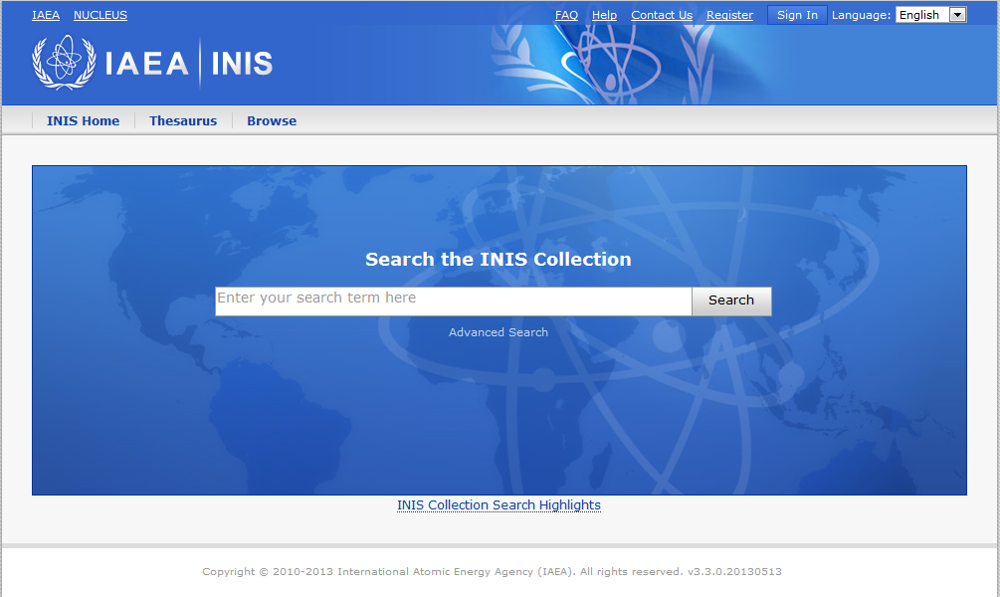 IAEA NUCLEUS FAQ Help Contact Us Register Sign In Language: English
IAEA | INIS
INIS Home Thesaurus Browse
Search the INIS Collection
Enter your search term here Search
Advanced Search
INIS Collection Search Highlights
Copyright © 2010-2013 International Atomic Energy Agency (IAEA). All rights reserved. v3.3.0.20130513